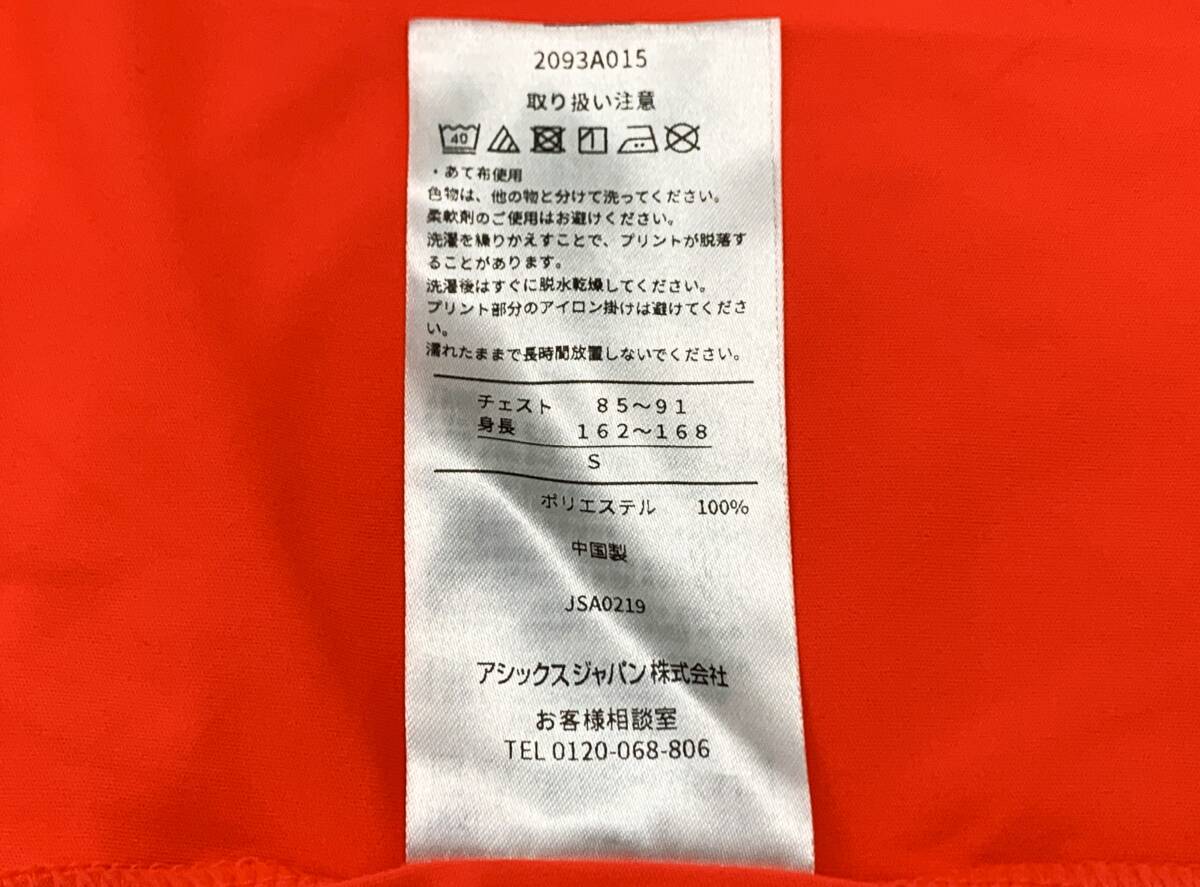 2093A015
取り扱い注意
40
・あて布使用
色物は、他の物と分けて洗ってください。
柔軟剤のご使用はお避けください。
洗濯を繰りかえすことで、プリントが脱落す
ることがあります。
洗濯後はすぐに脱水乾燥してください。
プリント部分のアイロン掛けは避けてくださ
い。
濡れたままで長時間放置しないでください。
チェスト 85～91
身長 162～168
S
ポリエステル 100%
中国製
JSA0219
アシックスジャパン株式会社
お客様相談室
TEL 0120-068-806